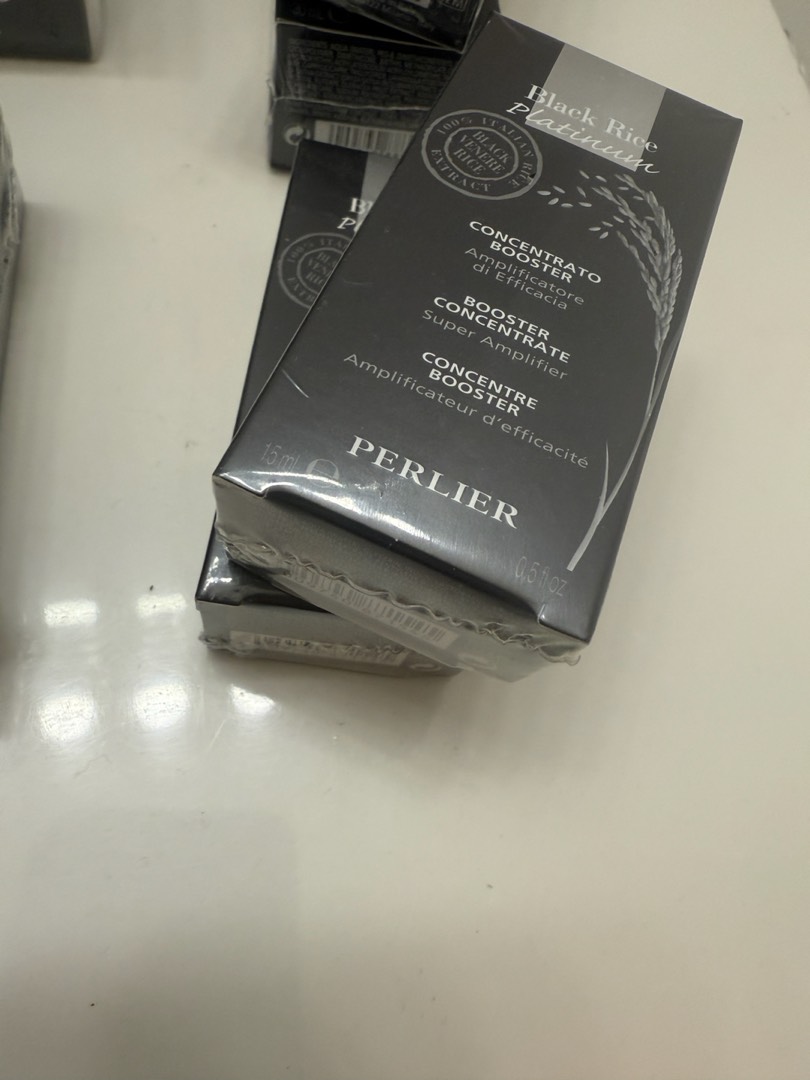 Black Rice
Platinum
100% ITALIAN RICE
EXTRACT
BLACK
VENERE
RICE
CONCENTRATO
BOOSTER
Amplificatore
di Efficacia
BOOSTER
CONCENTRATE
Super Amplifier
CONCENTRE
BOOSTER
Amplificateur d'efficacité
15 ml e
PERLIER
0,5 fl oz